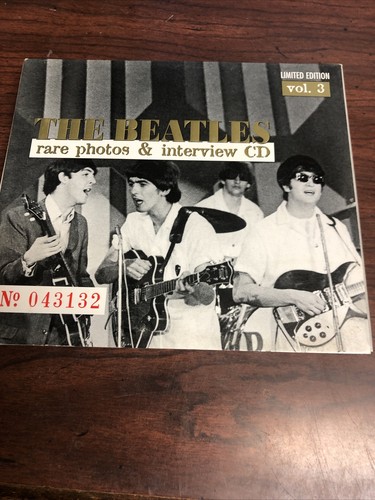 LIMITED EDITION
vol. 3
THE BEATLES
rare photos & interview CD
Nº 043132